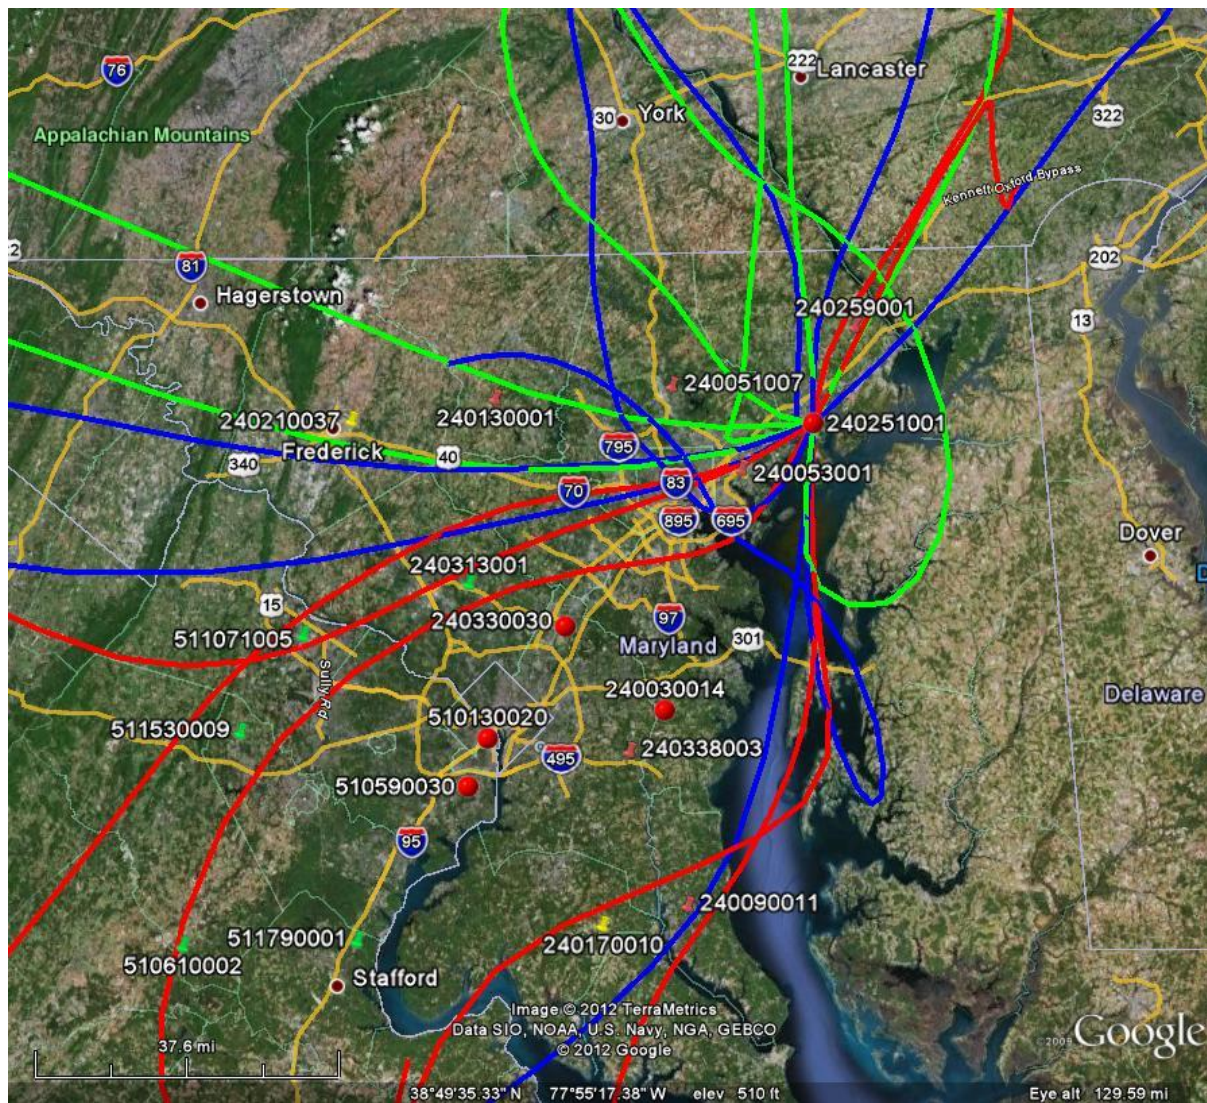 76
222
Lancaster
30
York
322
Appalachian Mountains
Kennett Oxford Bypass
81
202
Hagerstown
240259001
13
240051007
240210037
240130001
240251001
Frederick
795
340
40
240053001
70
83
895
695
Dover
240313001
15
240330030
97
511071005
Maryland
301
Sully Rd
240030014
Delaware
510130020
511530009
240338003
495
510590030
95
240090011
511790001
240170010
510610002
Stafford
Image © 2012 TerraMetrics
Data SIO, NOAA, U.S. Navy, NGA, GEBCO
© 2012 Google
©2009 Google
37.6 mi
38°49'35.33" N 77°55'17.38" W elev 510 ft Eye alt 129.59 mi